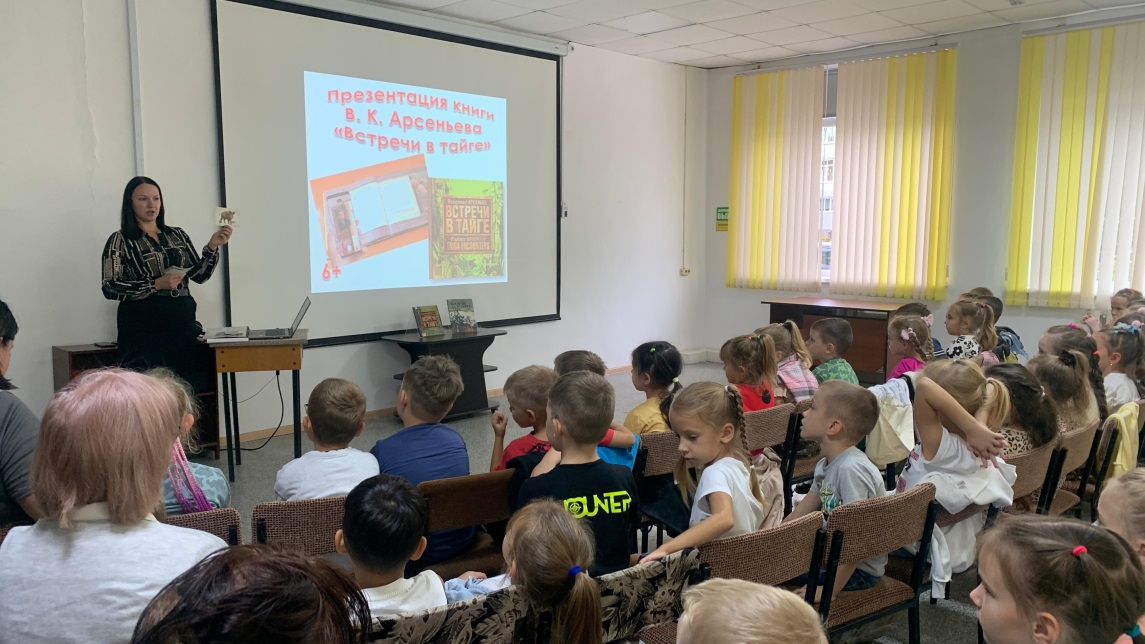 Презентация книги
В. К. Арсеньева
«Встречи в тайге»
ВСТРЕЧИ
В ТАЙГЕ
6+